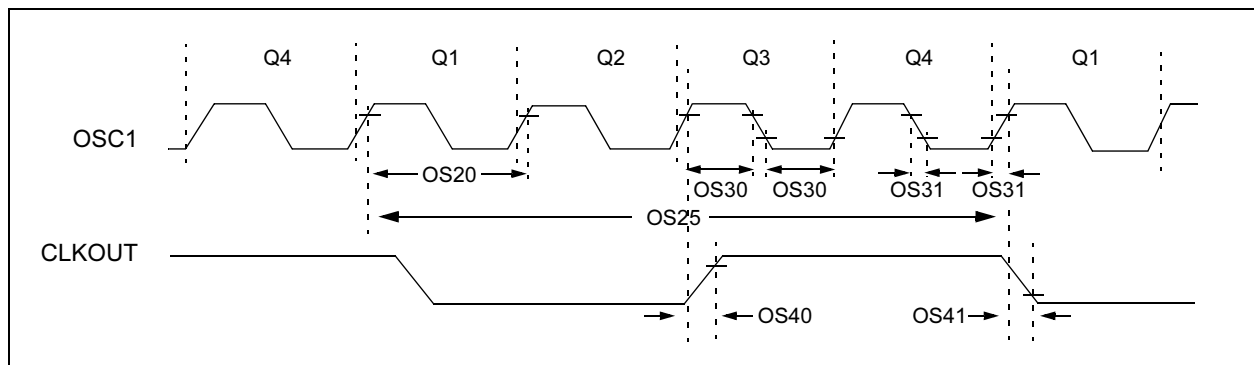 Q4 Q1 Q2 Q3 Q4 Q1
OSC1
OS20 OS30 OS30 OS31 OS31
OS25
CLKOUT
OS40 OS41